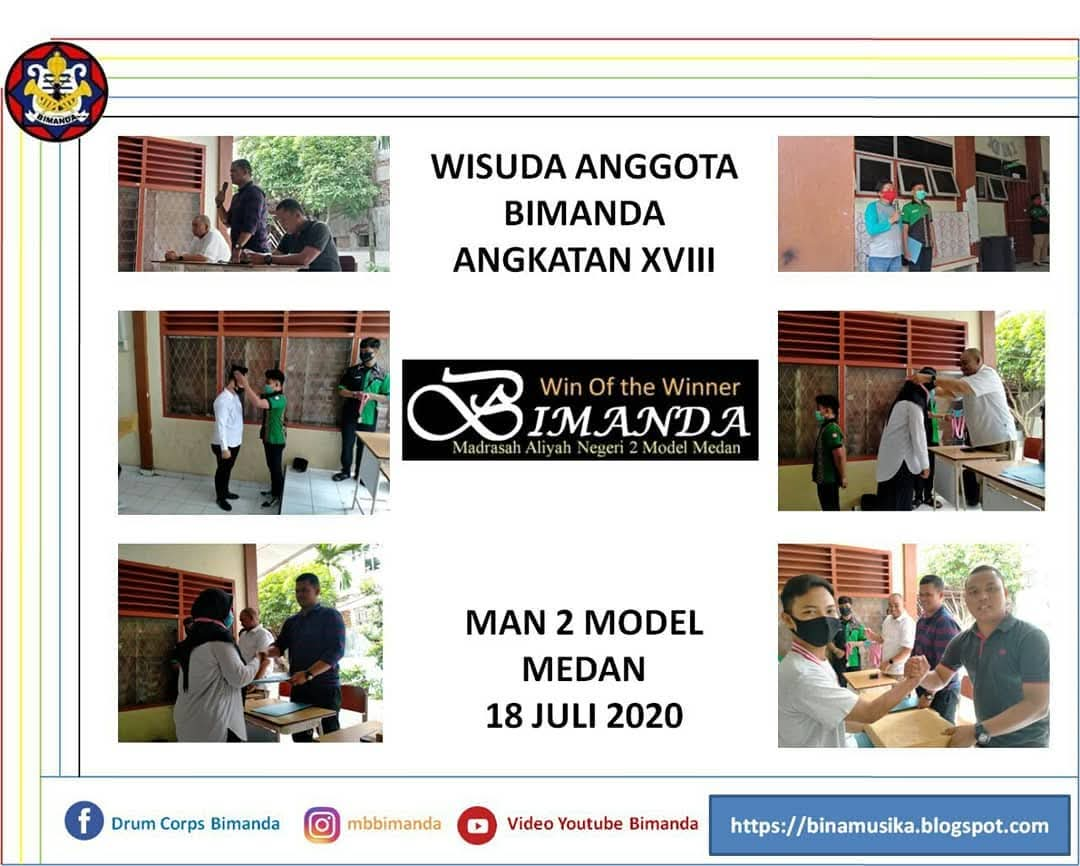 BIMANDA
WISUDA ANGGOTA
BIMANDA
ANGKATAN XVIII
Win Of the Winner
BIMANDA
Madrasah Aliyah Negeri 2 Model Medan
MAN 2 MODEL
MEDAN
18 JULI 2020
Drum Corps Bimanda
mbbimanda
Video Youtube Bimanda
https://binamusika.blogspot.com